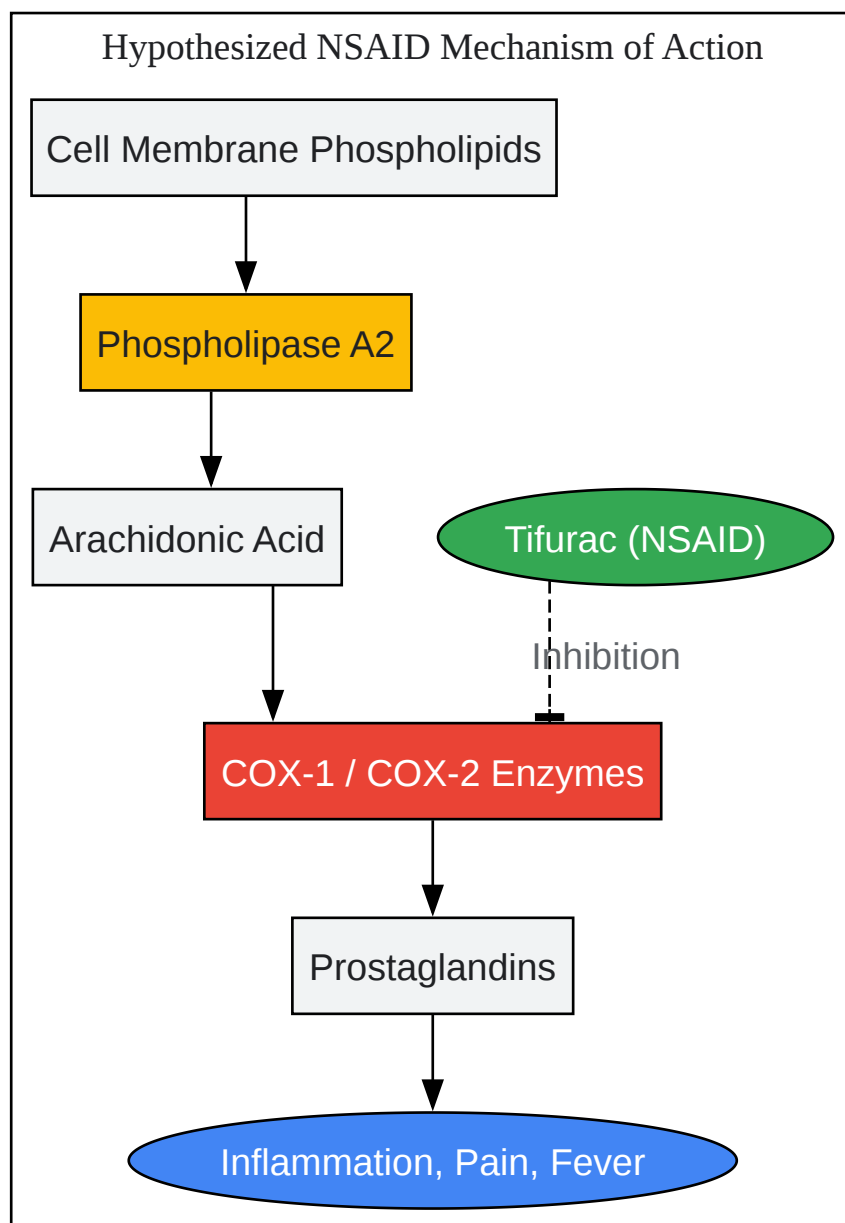 Hypothesized NSAID Mechanism of Action
Cell Membrane Phospholipids
Phospholipase A2
Arachidonic Acid
Tifurac (NSAID)
Inhibition
COX-1 / COX-2 Enzymes
Prostaglandins
Inflammation, Pain, Fever